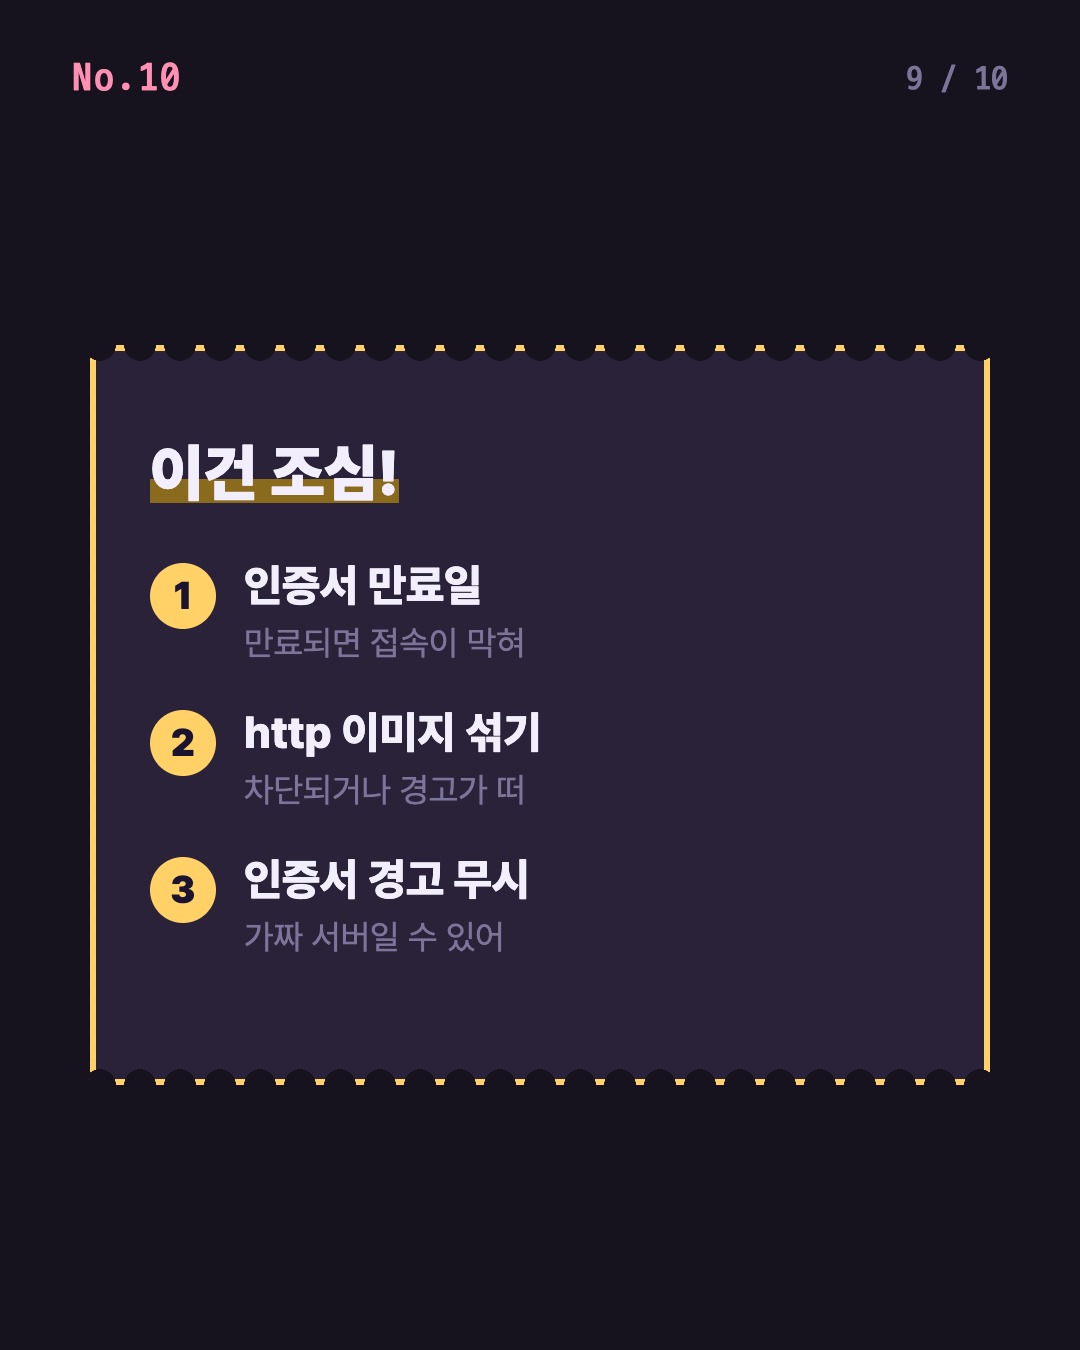 No.10
9 / 10
이건 조심!
1
인증서 만료일
만료되면 접속이 막혀
2
http 이미지 섞기
차단되거나 경고가 떠
3
인증서 경고 무시
가짜 서버일 수 있어